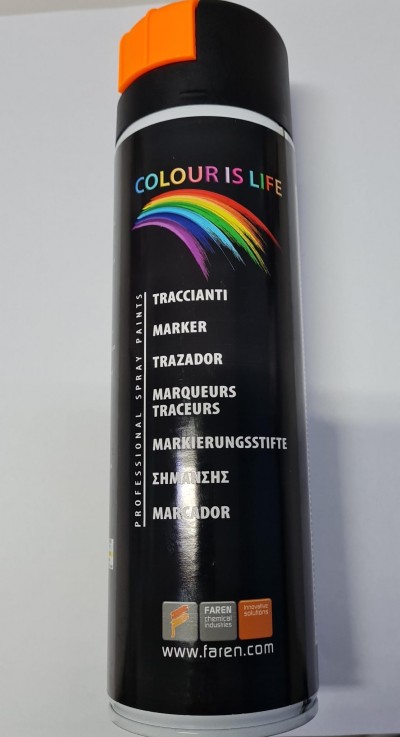 COLOUR IS LIFE
PROFESSIONAL SPRAY PAINTS
TRACCIANTI
MARKER
TRAZADOR
MARQUEURS
TRACEURS
MARKIERUNGSSTIFTE
ΣΗΜΑΝΣΗΣ
MARCADOR
FAREN
chemical
industries
innovative
solutions
www.faren.com